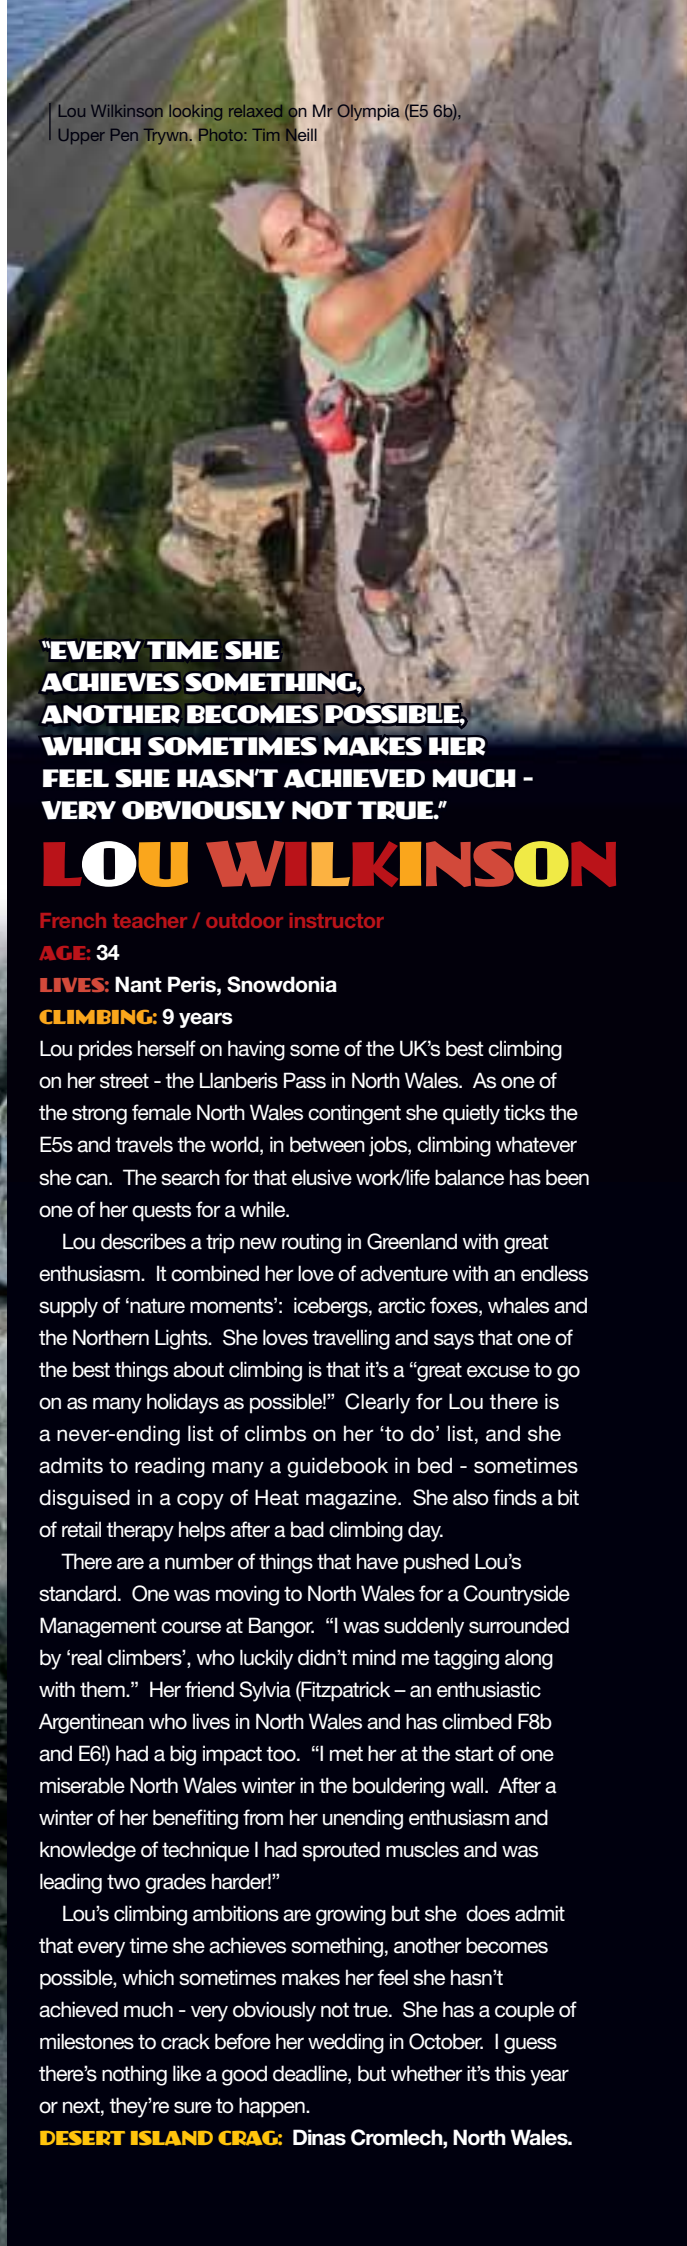 Lou Wilkinson looking relaxed on Mr Olympia (E5 6b),
Upper Pen Trywn. Photo: Tim Neill
"EVERY TIME SHE
ACHIEVES SOMETHING,
ANOTHER BECOMES POSSIBLE,
WHICH SOMETIMES MAKES HER
FEEL SHE HASN'T ACHIEVED MUCH -
VERY OBVIOUSLY NOT TRUE."
LOU WILKINSON
French teacher / outdoor instructor
AGE: 34
LIVES: Nant Peris, Snowdonia
CLIMBING: 9 years
Lou prides herself on having some of the UK's best climbing
on her street - the Llanberis Pass in North Wales.  As one of
the strong female North Wales contingent she quietly ticks the
E5s and travels the world, in between jobs, climbing whatever
she can.  The search for that elusive work/life balance has been
one of her quests for a while.
Lou describes a trip new routing in Greenland with great
enthusiasm.  It combined her love of adventure with an endless
supply of 'nature moments':  icebergs, arctic foxes, whales and
the Northern Lights.  She loves travelling and says that one of
the best things about climbing is that it's a "great excuse to go
on as many holidays as possible!"  Clearly for Lou there is
a never-ending list of climbs on her 'to do' list, and she
admits to reading many a guidebook in bed - sometimes
disguised in a copy of Heat magazine.  She also finds a bit
of retail therapy helps after a bad climbing day.
There are a number of things that have pushed Lou's
standard.  One was moving to North Wales for a Countryside
Management course at Bangor.  "I was suddenly surrounded
by 'real climbers', who luckily didn't mind me tagging along
with them."  Her friend Sylvia (Fitzpatrick – an enthusiastic
Argentinean who lives in North Wales and has climbed F8b
and E6!) had a big impact too.  "I met her at the start of one
miserable North Wales winter in the bouldering wall.  After a
winter of her benefiting from her unending enthusiasm and
knowledge of technique I had sprouted muscles and was
leading two grades harder!"
Lou's climbing ambitions are growing but she  does admit
that every time she achieves something, another becomes
possible, which sometimes makes her feel she hasn't
achieved much - very obviously not true.  She has a couple of
milestones to crack before her wedding in October.  I guess
there's nothing like a good deadline, but whether it's this year
or next, they're sure to happen.
DESERT ISLAND CRAG:  Dinas Cromlech, North Wales.